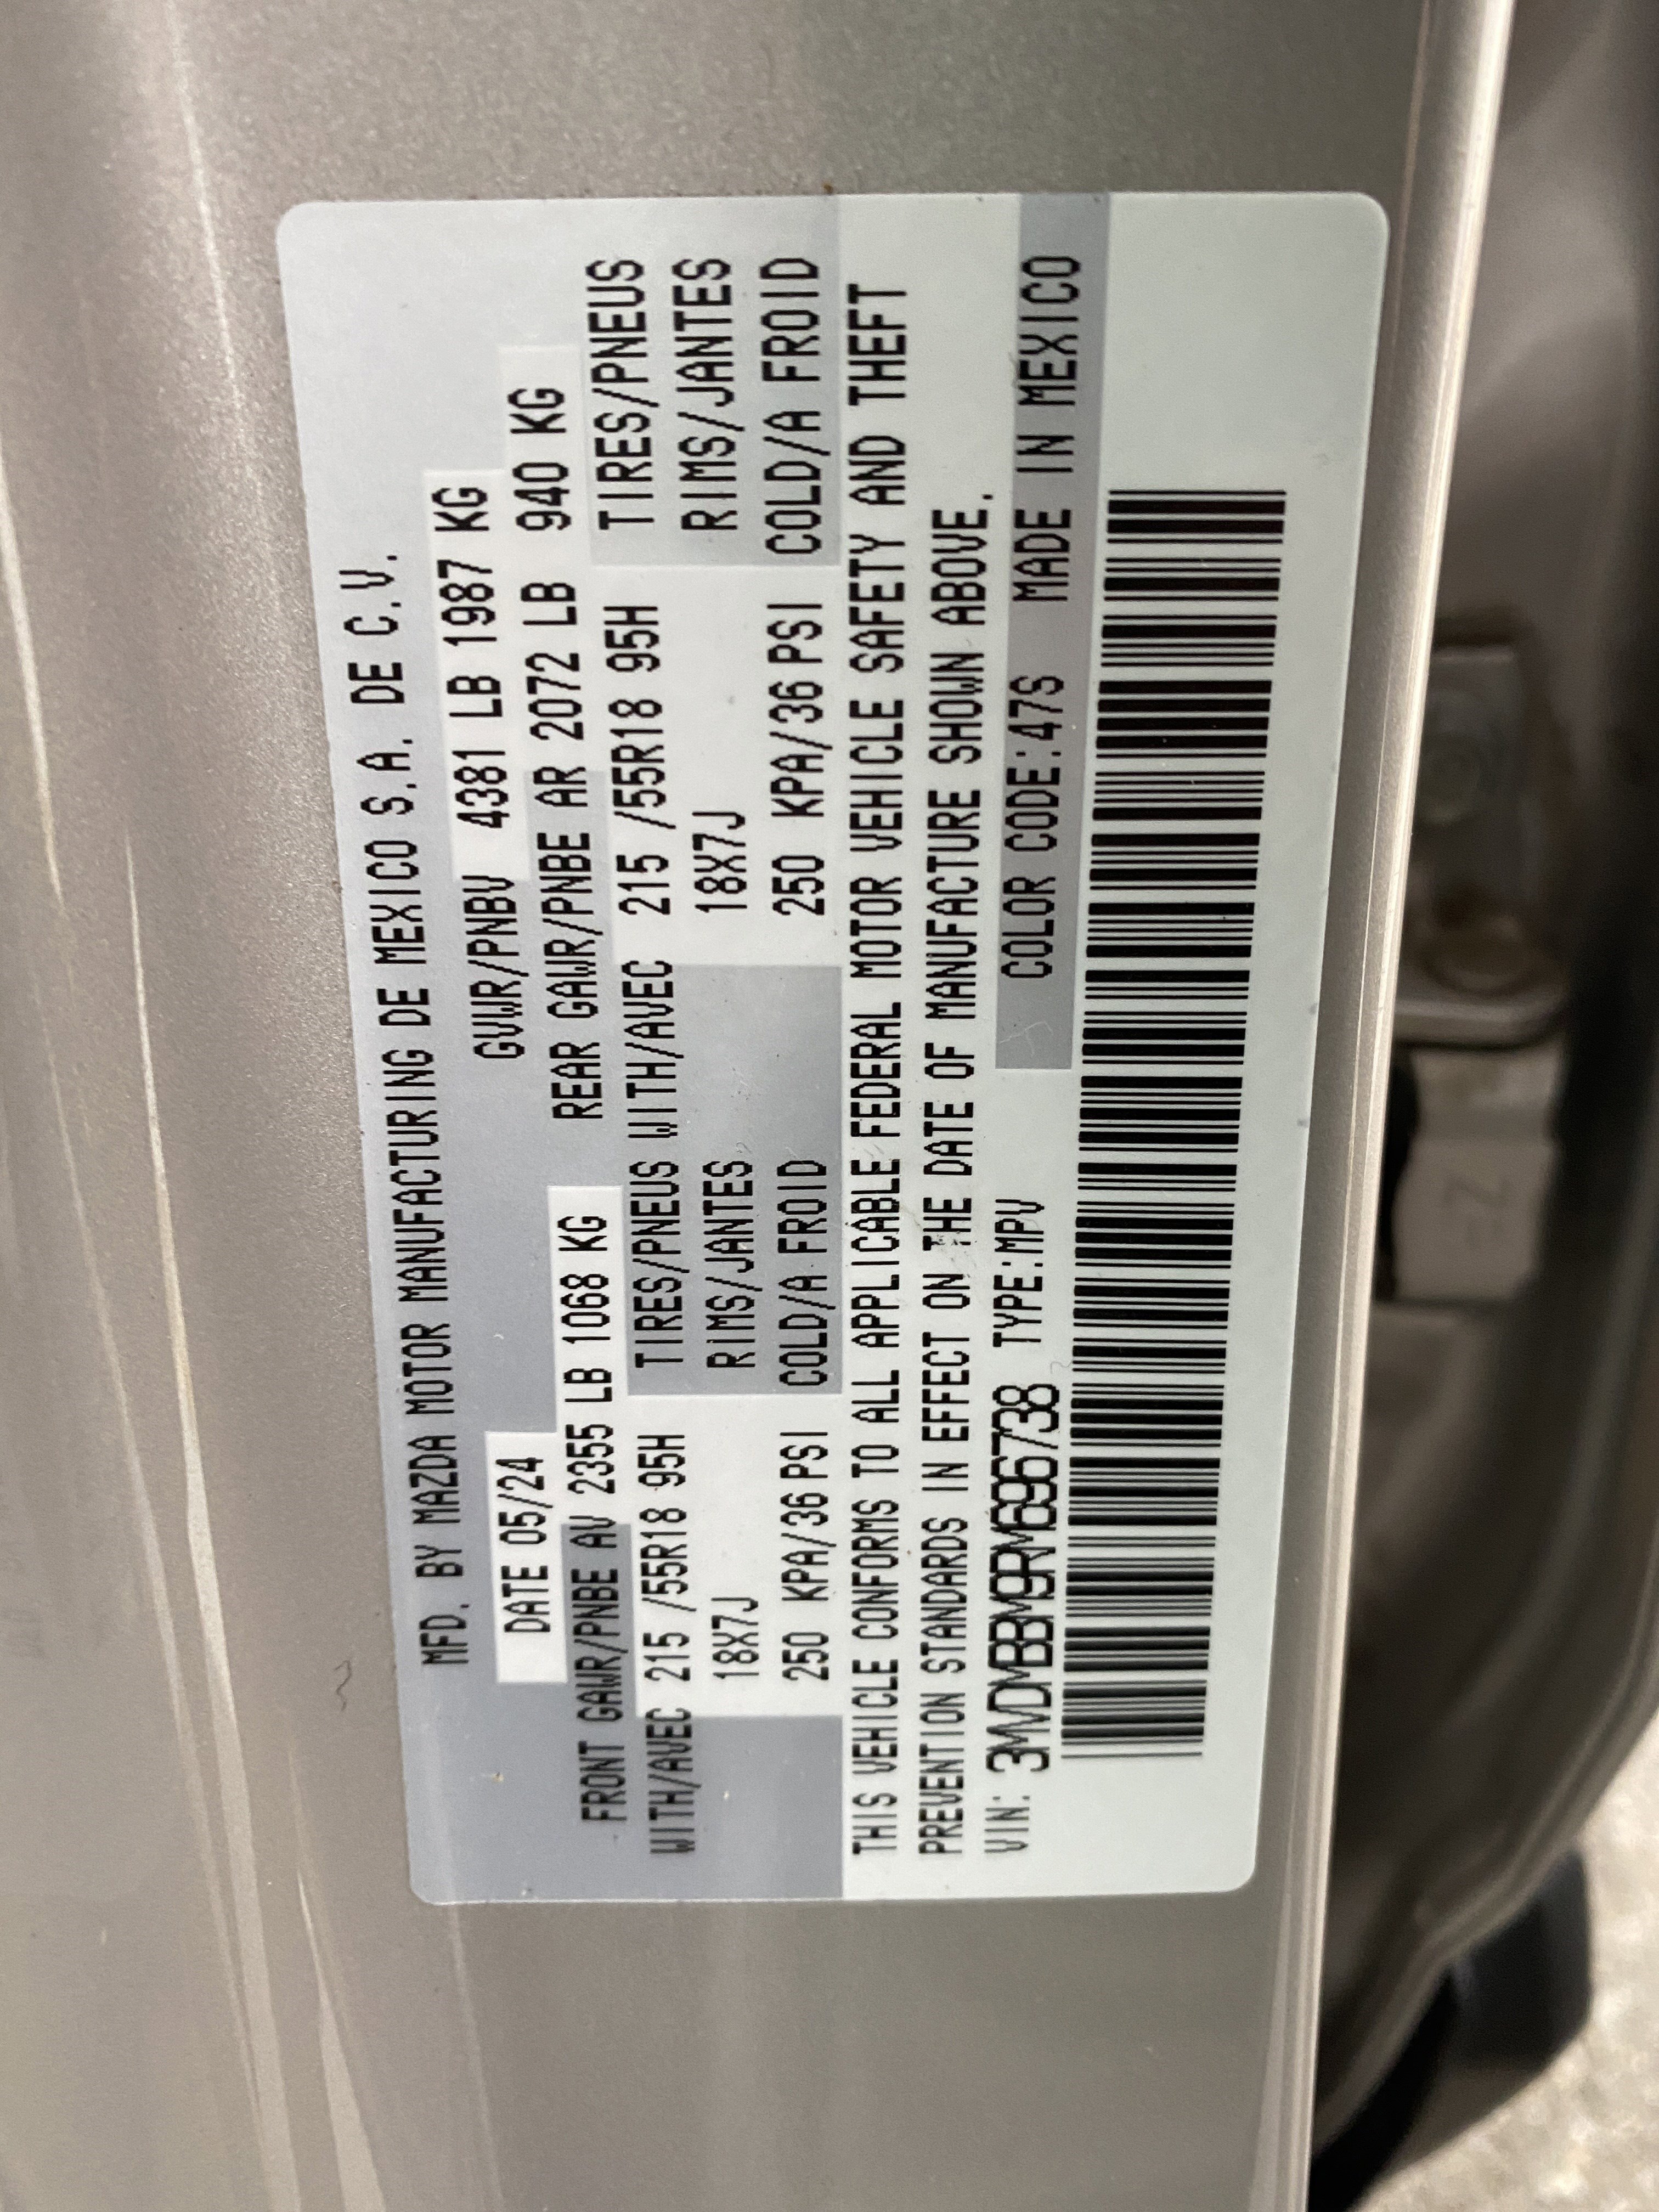 MFD. BY MAZDA MOTOR MANUFACTURING DE MEXICO S.A. DE C.V.
DATE 05/24 GVWR/PNBV 4381 LB 1987 KG
FRONT GAWR/PNBE AV 2355 LB 1068 KG REAR GAWR/PNBE AR 2072 LB 940 KG
WITH/AVEC 215 /55R18 95H TIRES/PNEUS WITH/AVEC 215 /55R18 95H TIRES/PNEUS
18X7J RIMS/JANTES 18X7J RIMS/JANTES
250 KPA/36 PSI COLD/A FROID 250 KPA/36 PSI COLD/A FROID
THIS VEHICLE CONFORMS TO ALL APPLICABLE FEDERAL MOTOR VEHICLE SAFETY AND THEFT
PREVENTION STANDARDS IN EFFECT ON THE DATE OF MANUFACTURE SHOWN ABOVE.
VIN: 3MVDMBBM9RM696738 TYPE:MPV COLOR CODE:47S MADE IN MEXICO